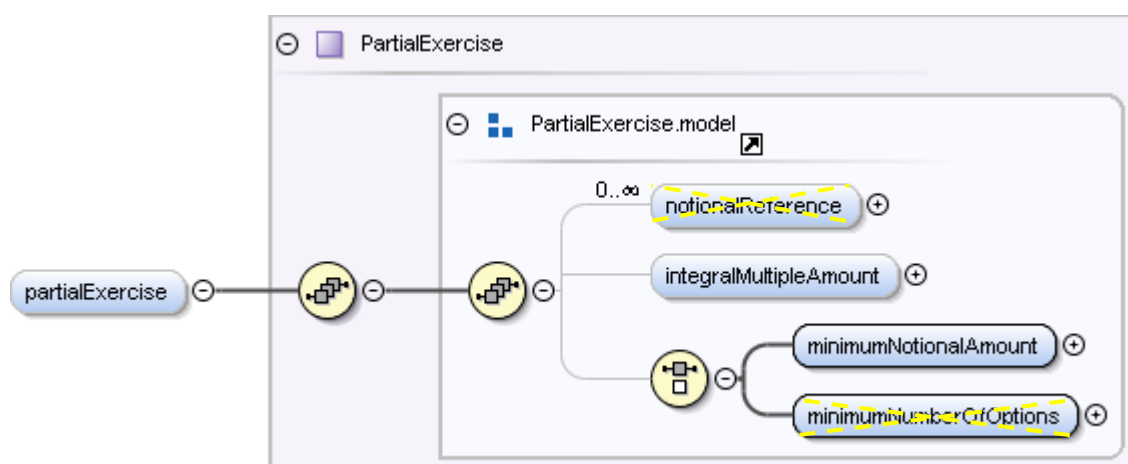 PartialExercise
PartialExercise.model
0..∞
notionalReference
integralMultipleAmount
partialExercise
minimumNotionalAmount
minimumNumberOfOptions